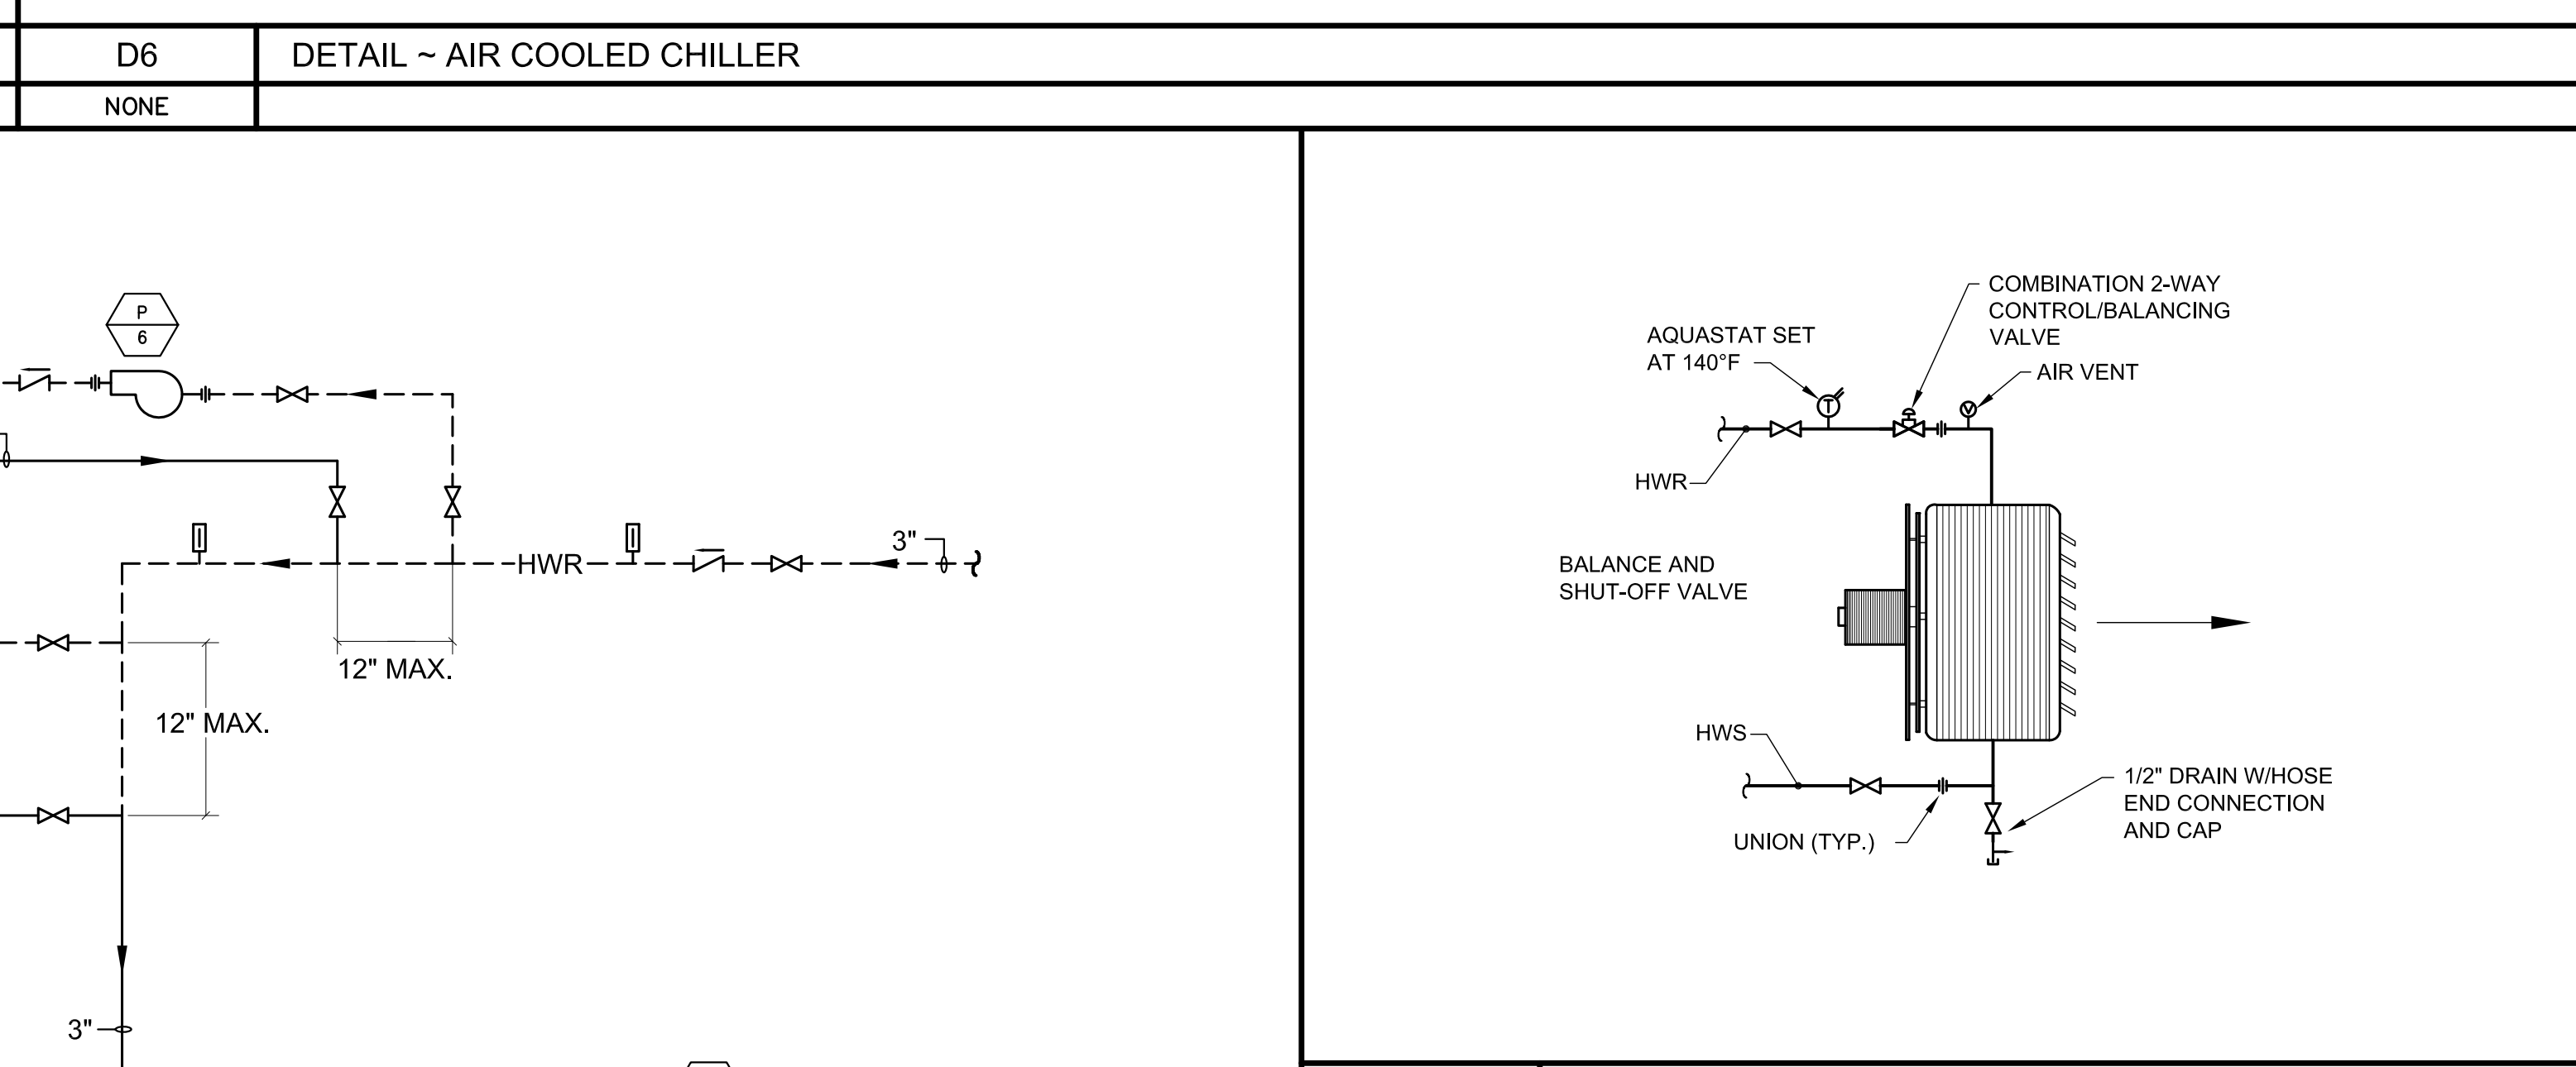 D6
DETAIL ~ AIR COOLED CHILLER
NONE
P
6
HWR
3"
12" MAX.
12" MAX.
3"
COMBINATION 2-WAY
CONTROL/BALANCING
VALVE
AQUASTAT SET
AT 140°F
AIR VENT
T
V
HWR
BALANCE AND
SHUT-OFF VALVE
HWS
UNION (TYP.)
1/2" DRAIN W/HOSE
END CONNECTION
AND CAP